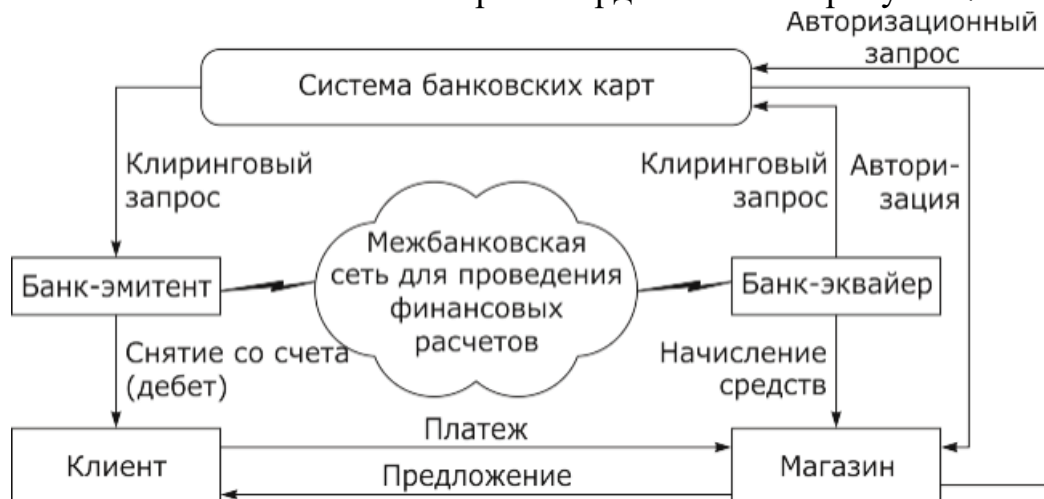 Авторизационный
запрос
Система банковских карт
Клиринговый
запрос
Клиринговый
запрос
Автори-
зация
Межбанковская
сеть для проведения
финансовых
расчетов
Банк-эмитент
Банк-эквайер
Снятие со счета
(дебет)
Начисление
средств
Платеж
Клиент
Предложение
Магазин